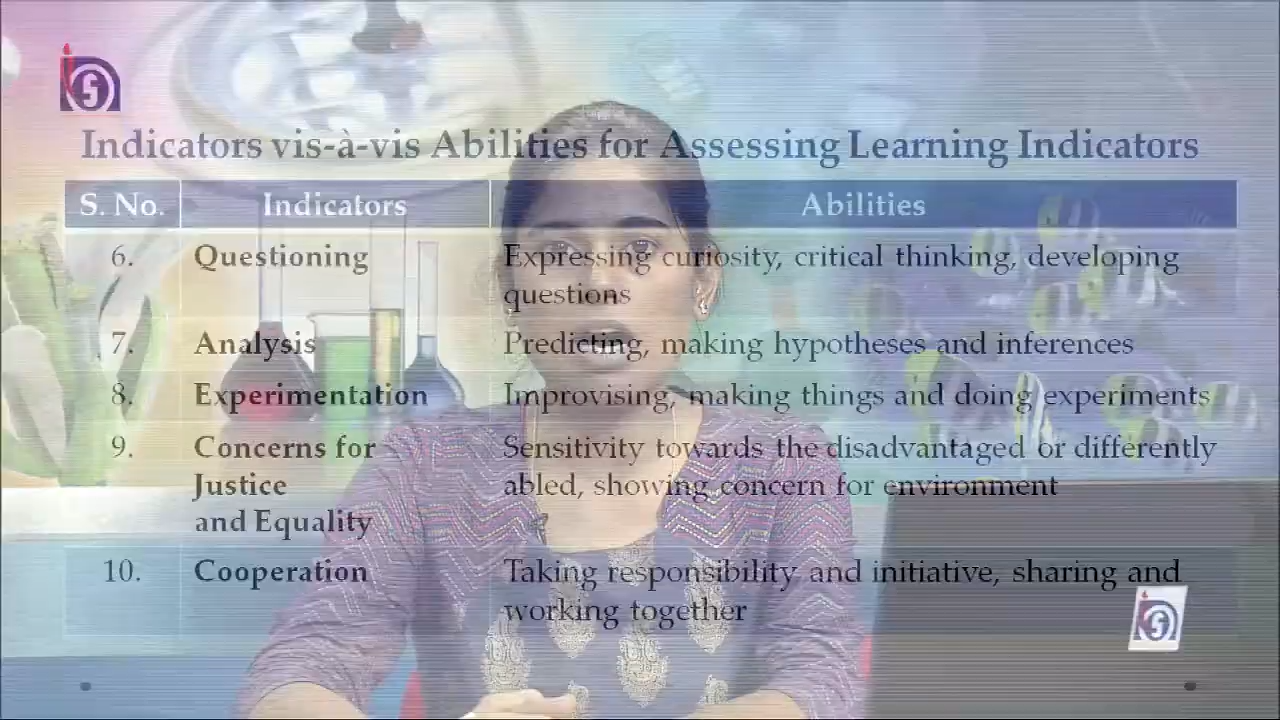 Indicators vis-à-vis Abilities for Assessing Learning Indicators
S. No. Indicators Abilities
6. Questioning Expressing curiosity, critical thinking, developing
questions
7. Analysis Predicting, making hypotheses and inferences
8. Experimentation Improvising, making things and doing experiments
9. Concerns for Sensitivity towards the disadvantaged or differently
Justice abled, showing concern for environment
and Equality
10. Cooperation Taking responsibility and initiative, sharing and
working together